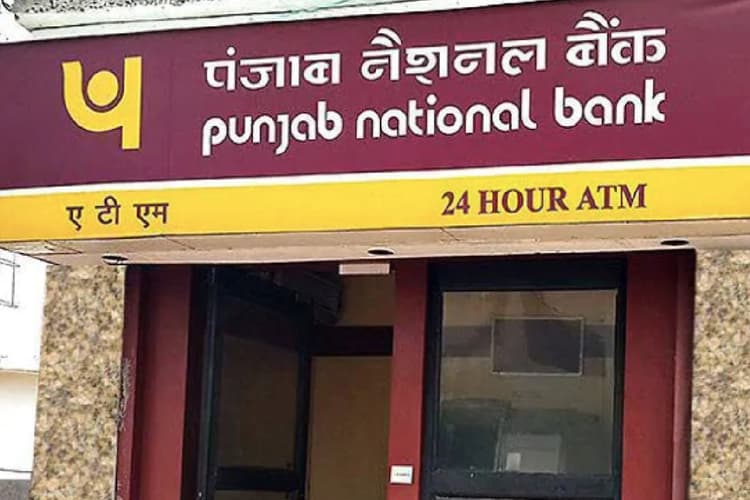 पंजाब नैशनल बैंक
punjab national bank
ए टी एम 24 HOUR ATM